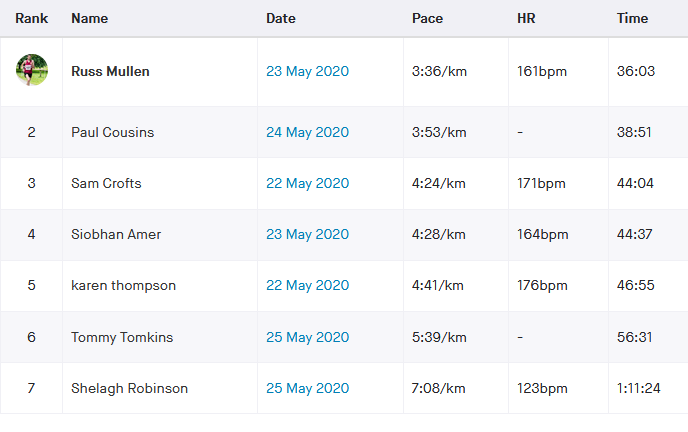 Rank Name Date Pace HR Time
Russ Mullen 23 May 2020 3:36/km 161bpm 36:03
2 Paul Cousins 24 May 2020 3:53/km - 38:51
3 Sam Crofts 22 May 2020 4:24/km 171bpm 44:04
4 Siobhan Amer 23 May 2020 4:28/km 164bpm 44:37
5 karen thompson 22 May 2020 4:41/km 176bpm 46:55
6 Tommy Tomkins 25 May 2020 5:39/km - 56:31
7 Shelagh Robinson 25 May 2020 7:08/km 123bpm 1:11:24